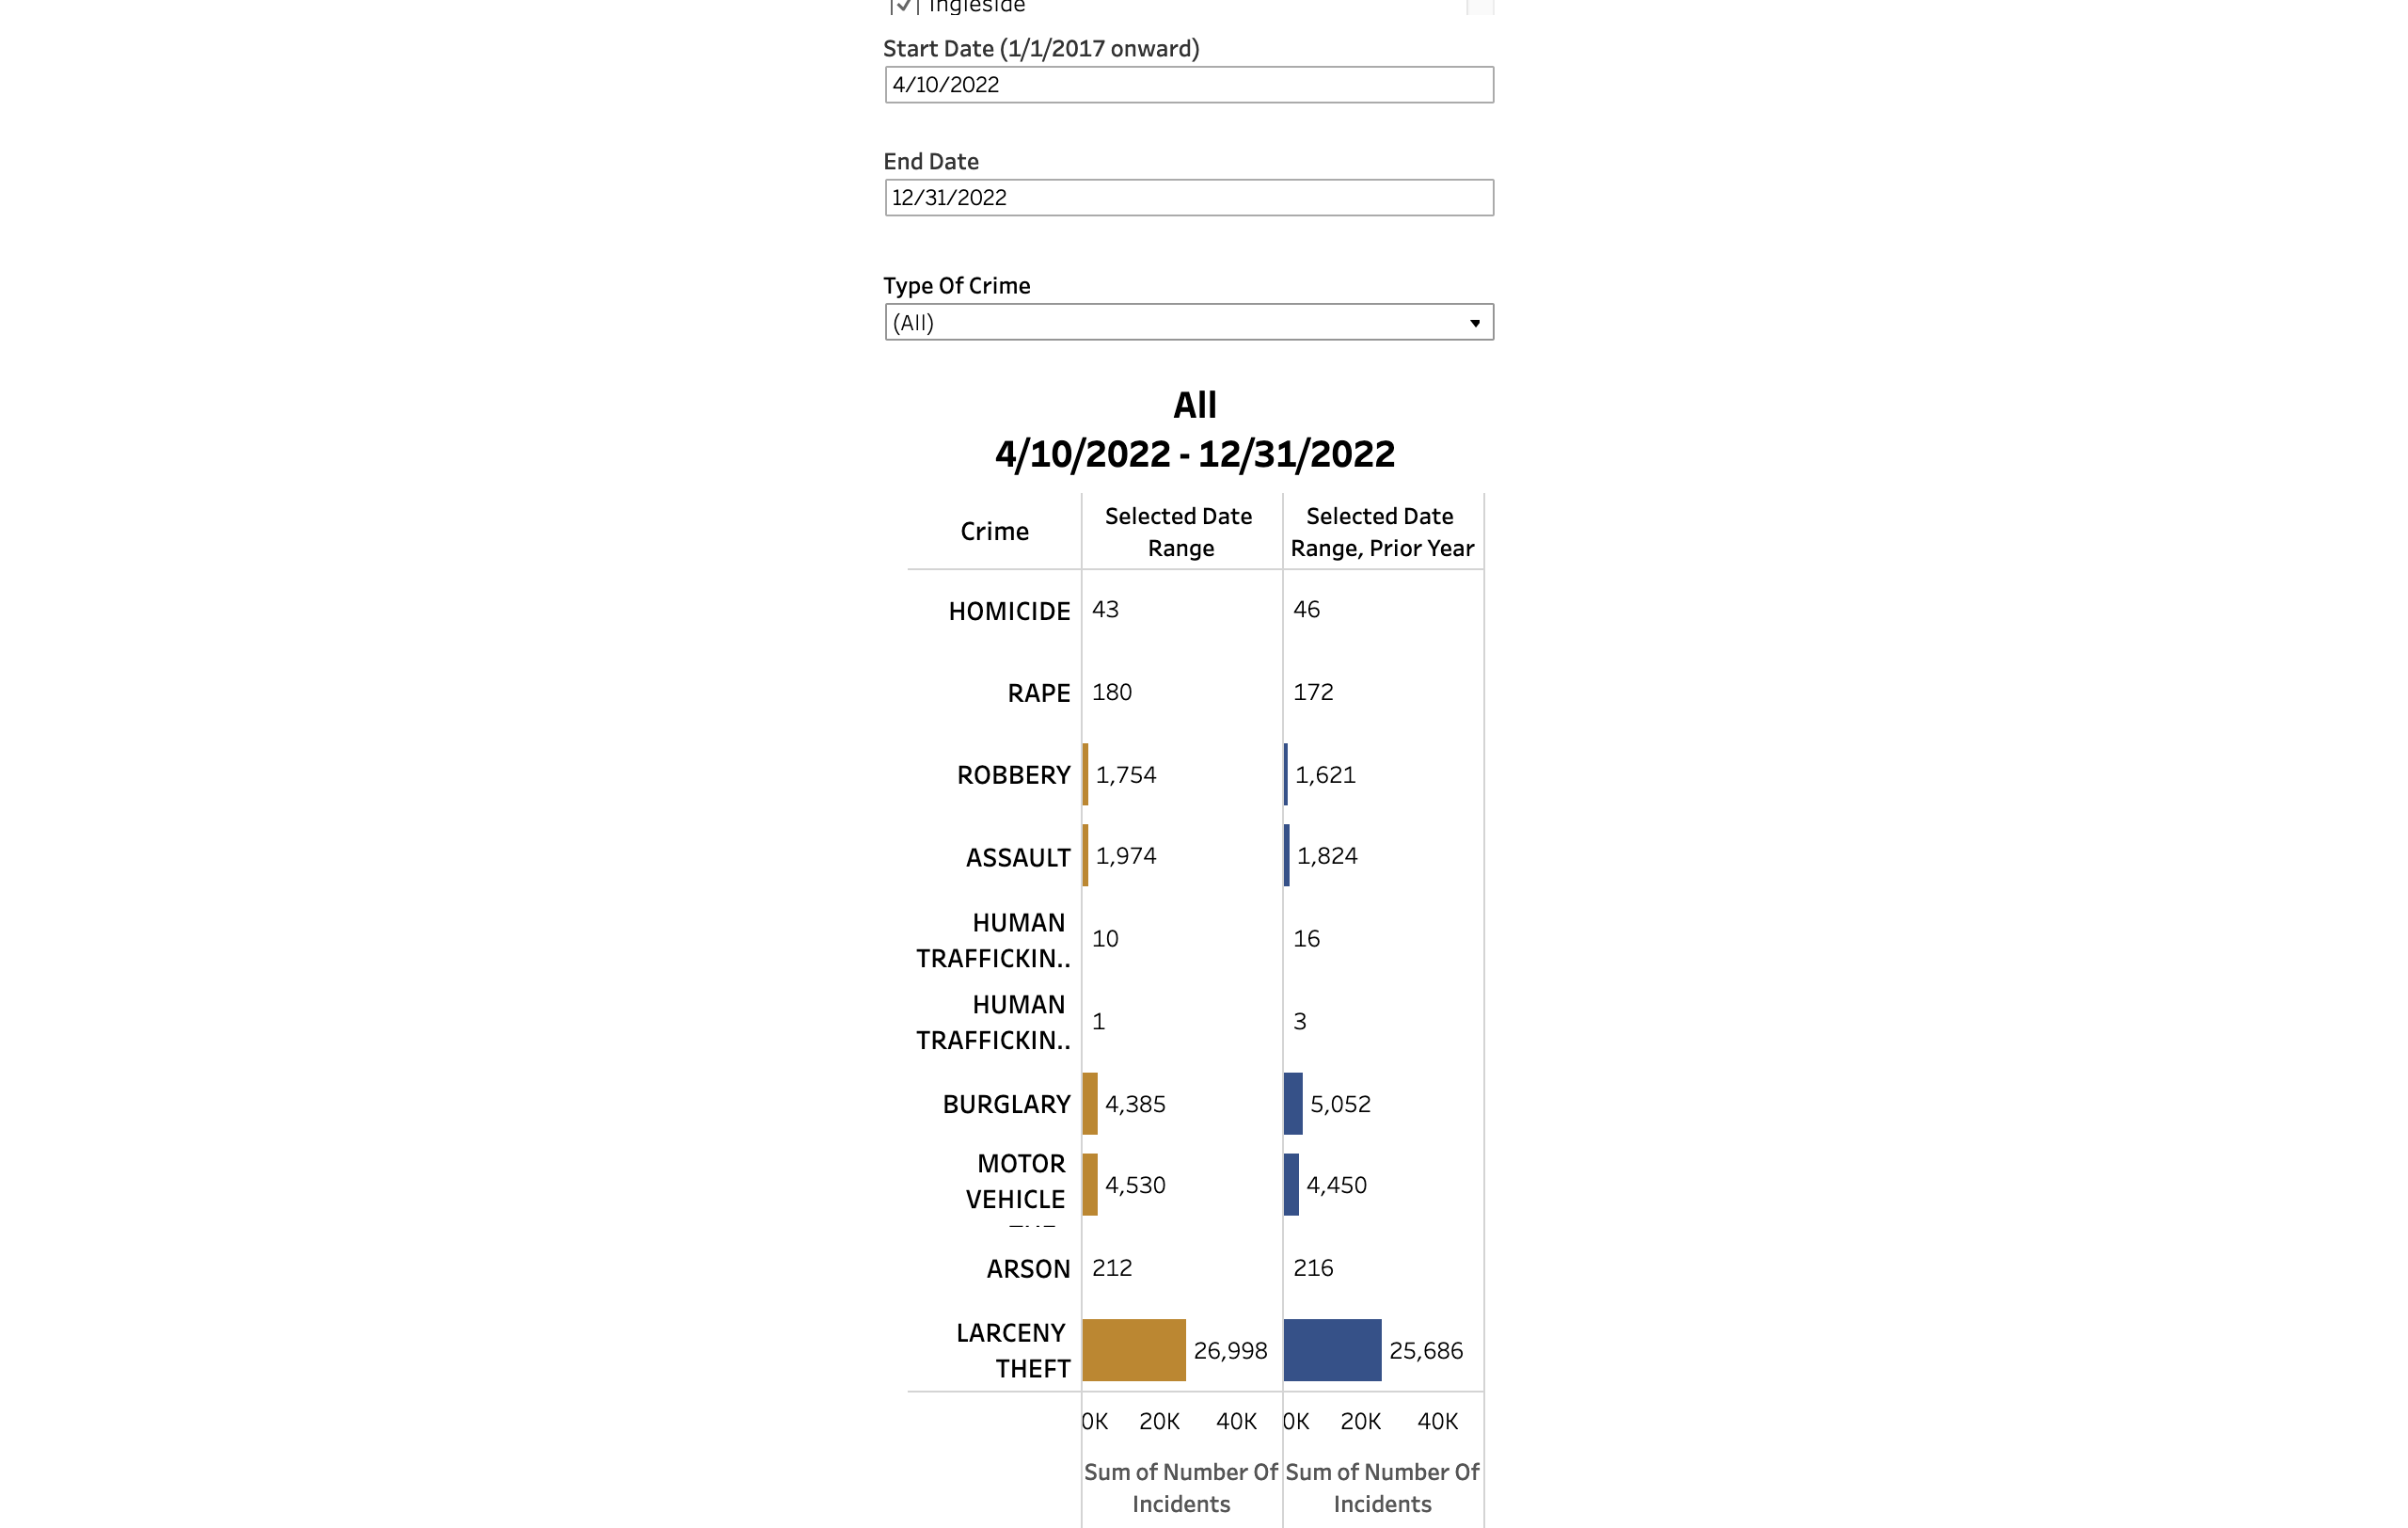 Ingleside
Start Date (1/1/2017 onward)
4/10/2022
End Date
12/31/2022
Type Of Crime
(All)
All
4/10/2022 - 12/31/2022
Crime
Selected Date
Range
Selected Date
Range, Prior Year
HOMICIDE 43 46
RAPE 180 172
ROBBERY 1,754 1,621
ASSAULT 1,974 1,824
HUMAN
TRAFFICKIN.. 10 16
HUMAN
TRAFFICKIN.. 1 3
BURGLARY 4,385 5,052
MOTOR
VEHICLE 4,530 4,450
ARSON 212 216
LARCENY
THEFT 26,998 25,686
0K 20K 40K 0K 20K 40K
Sum of Number Of
Incidents
Sum of Number Of
Incidents